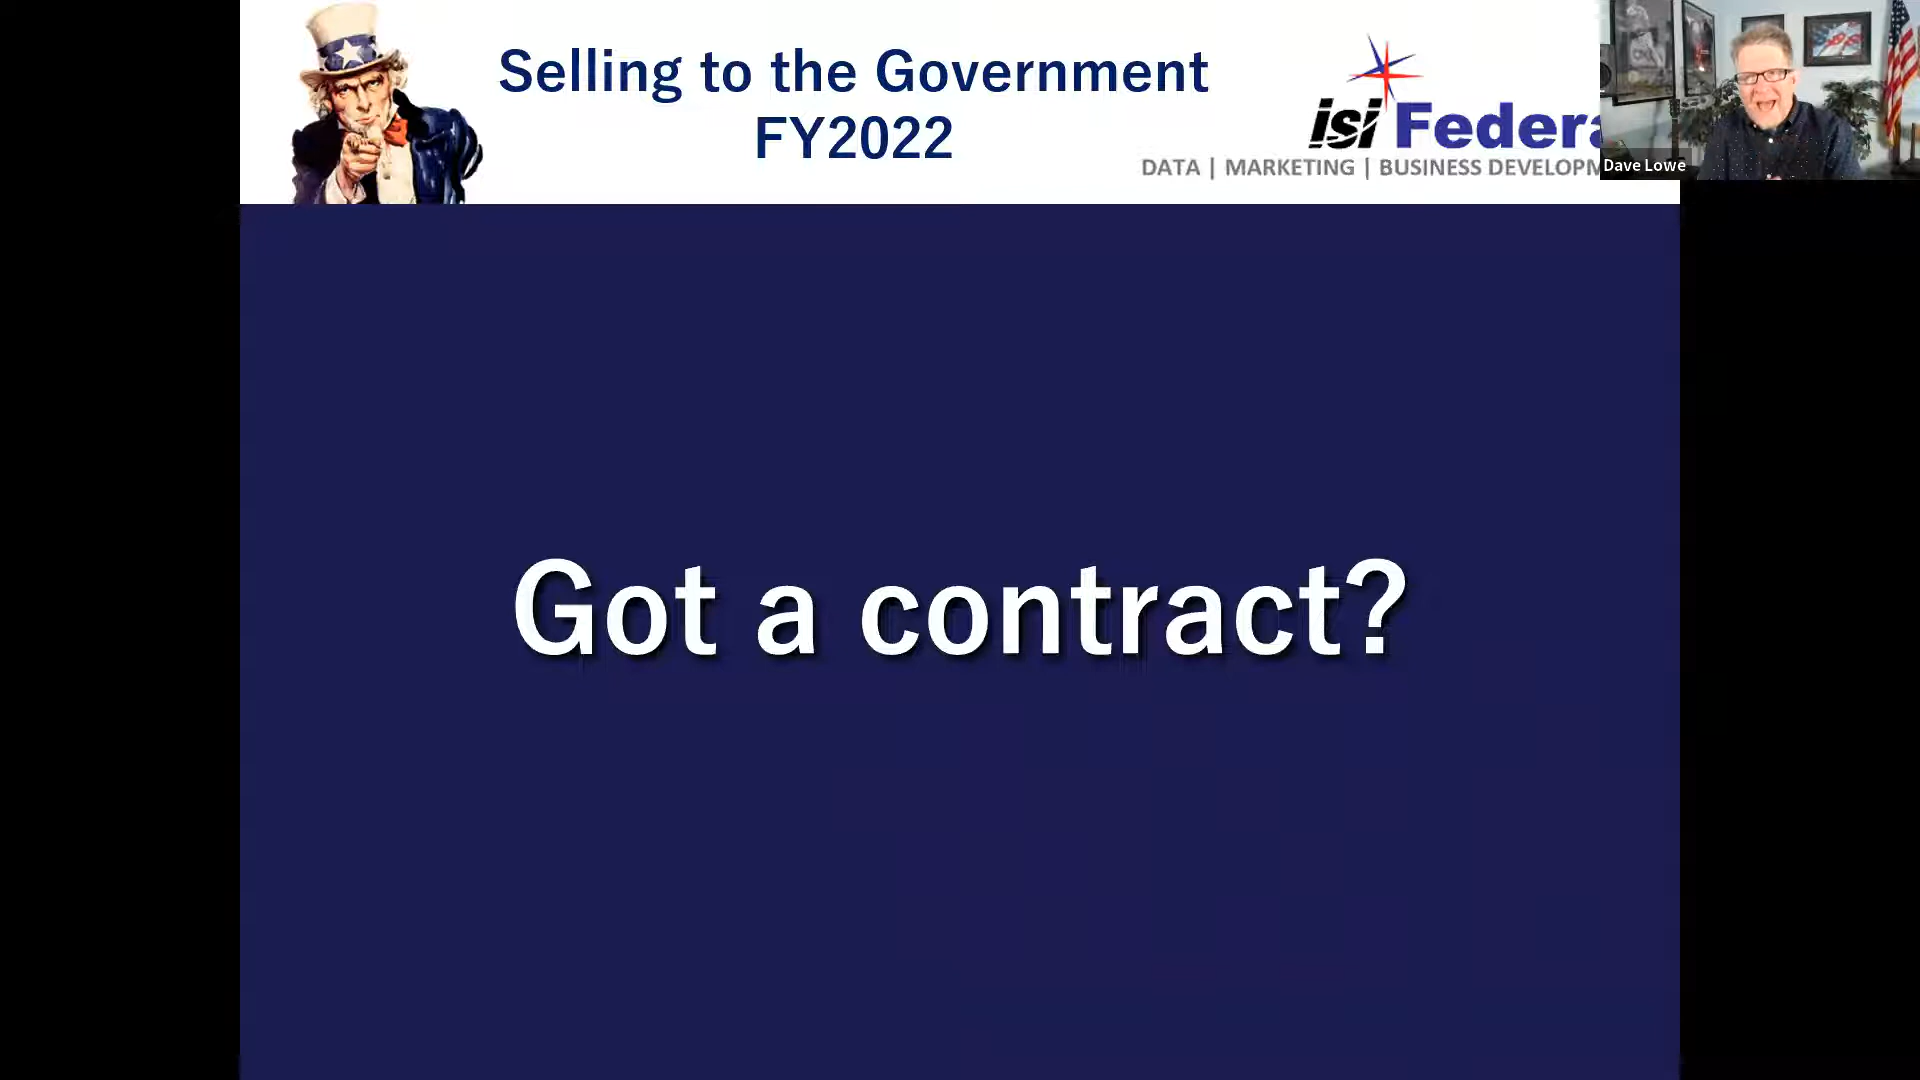 Selling to the Government
FY2022
isi Federa
DATA | MARKETING | BUSINESS DEVELOPM
Dave Lowe
Got a contract?